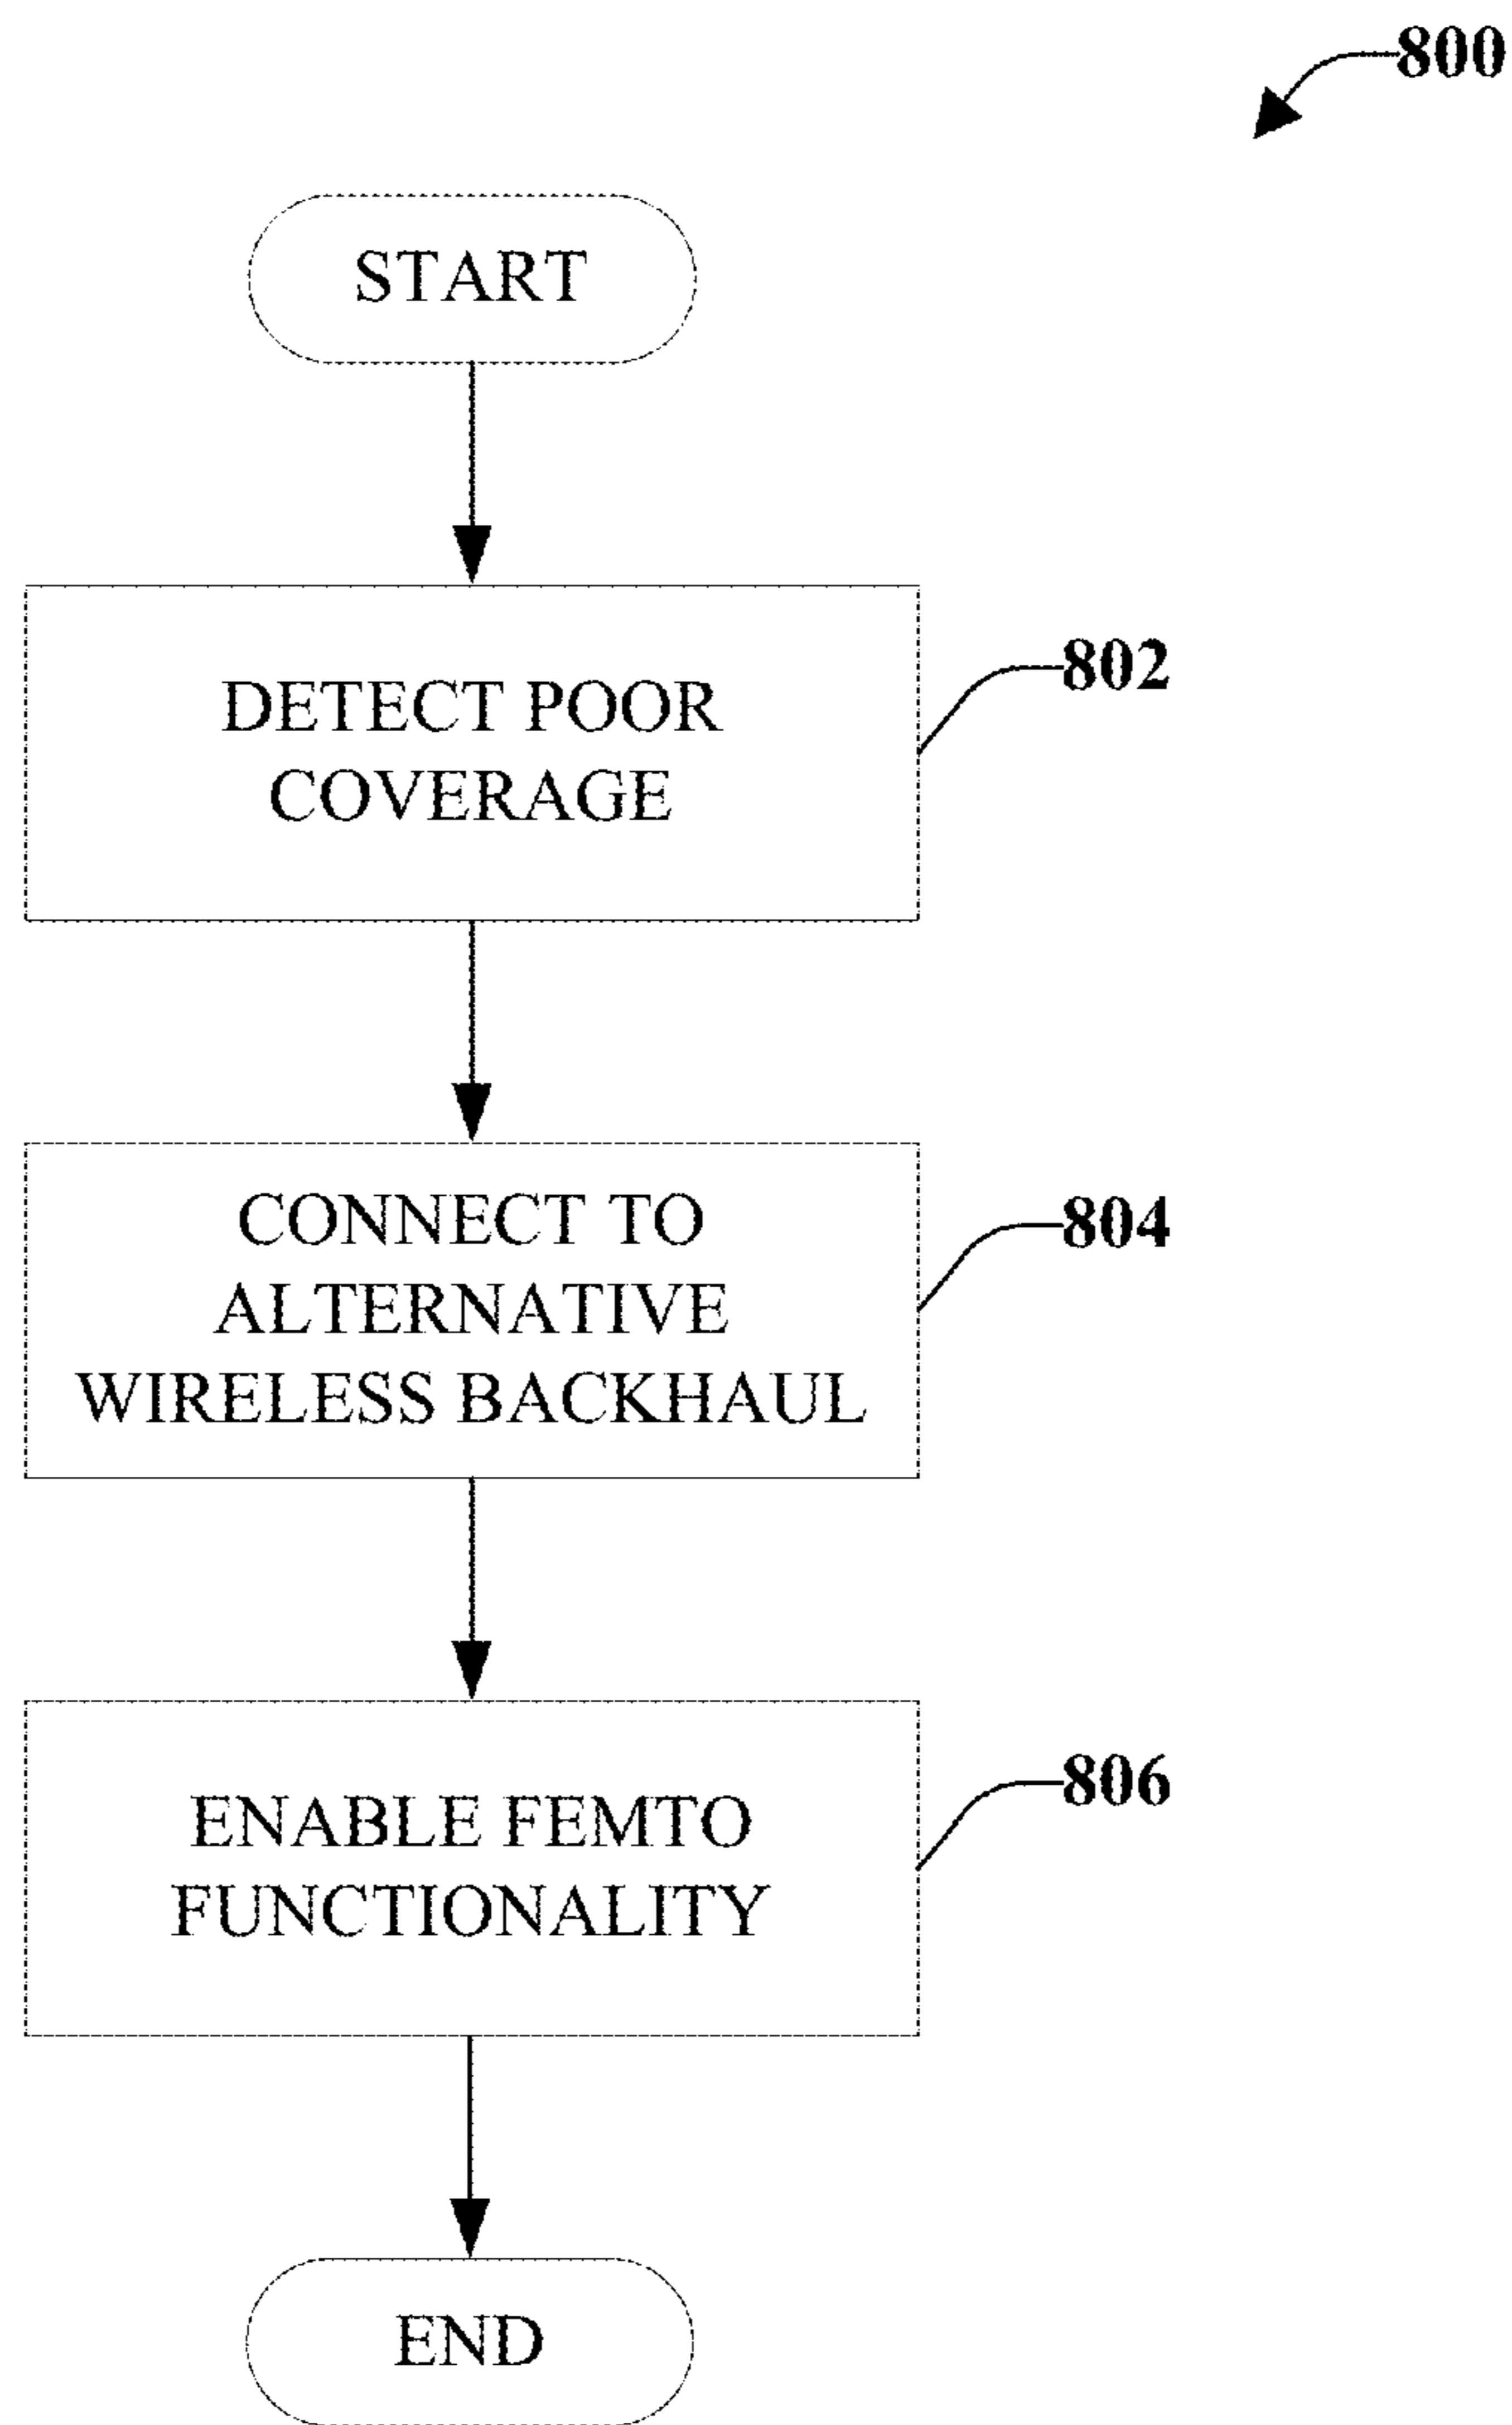 800
START
DETECT POOR
COVERAGE
802
CONNECT TO
ALTERNATIVE
WIRELESS BACKHAUL
804
ENABLE FEMTO
FUNCTIONALITY
806
END